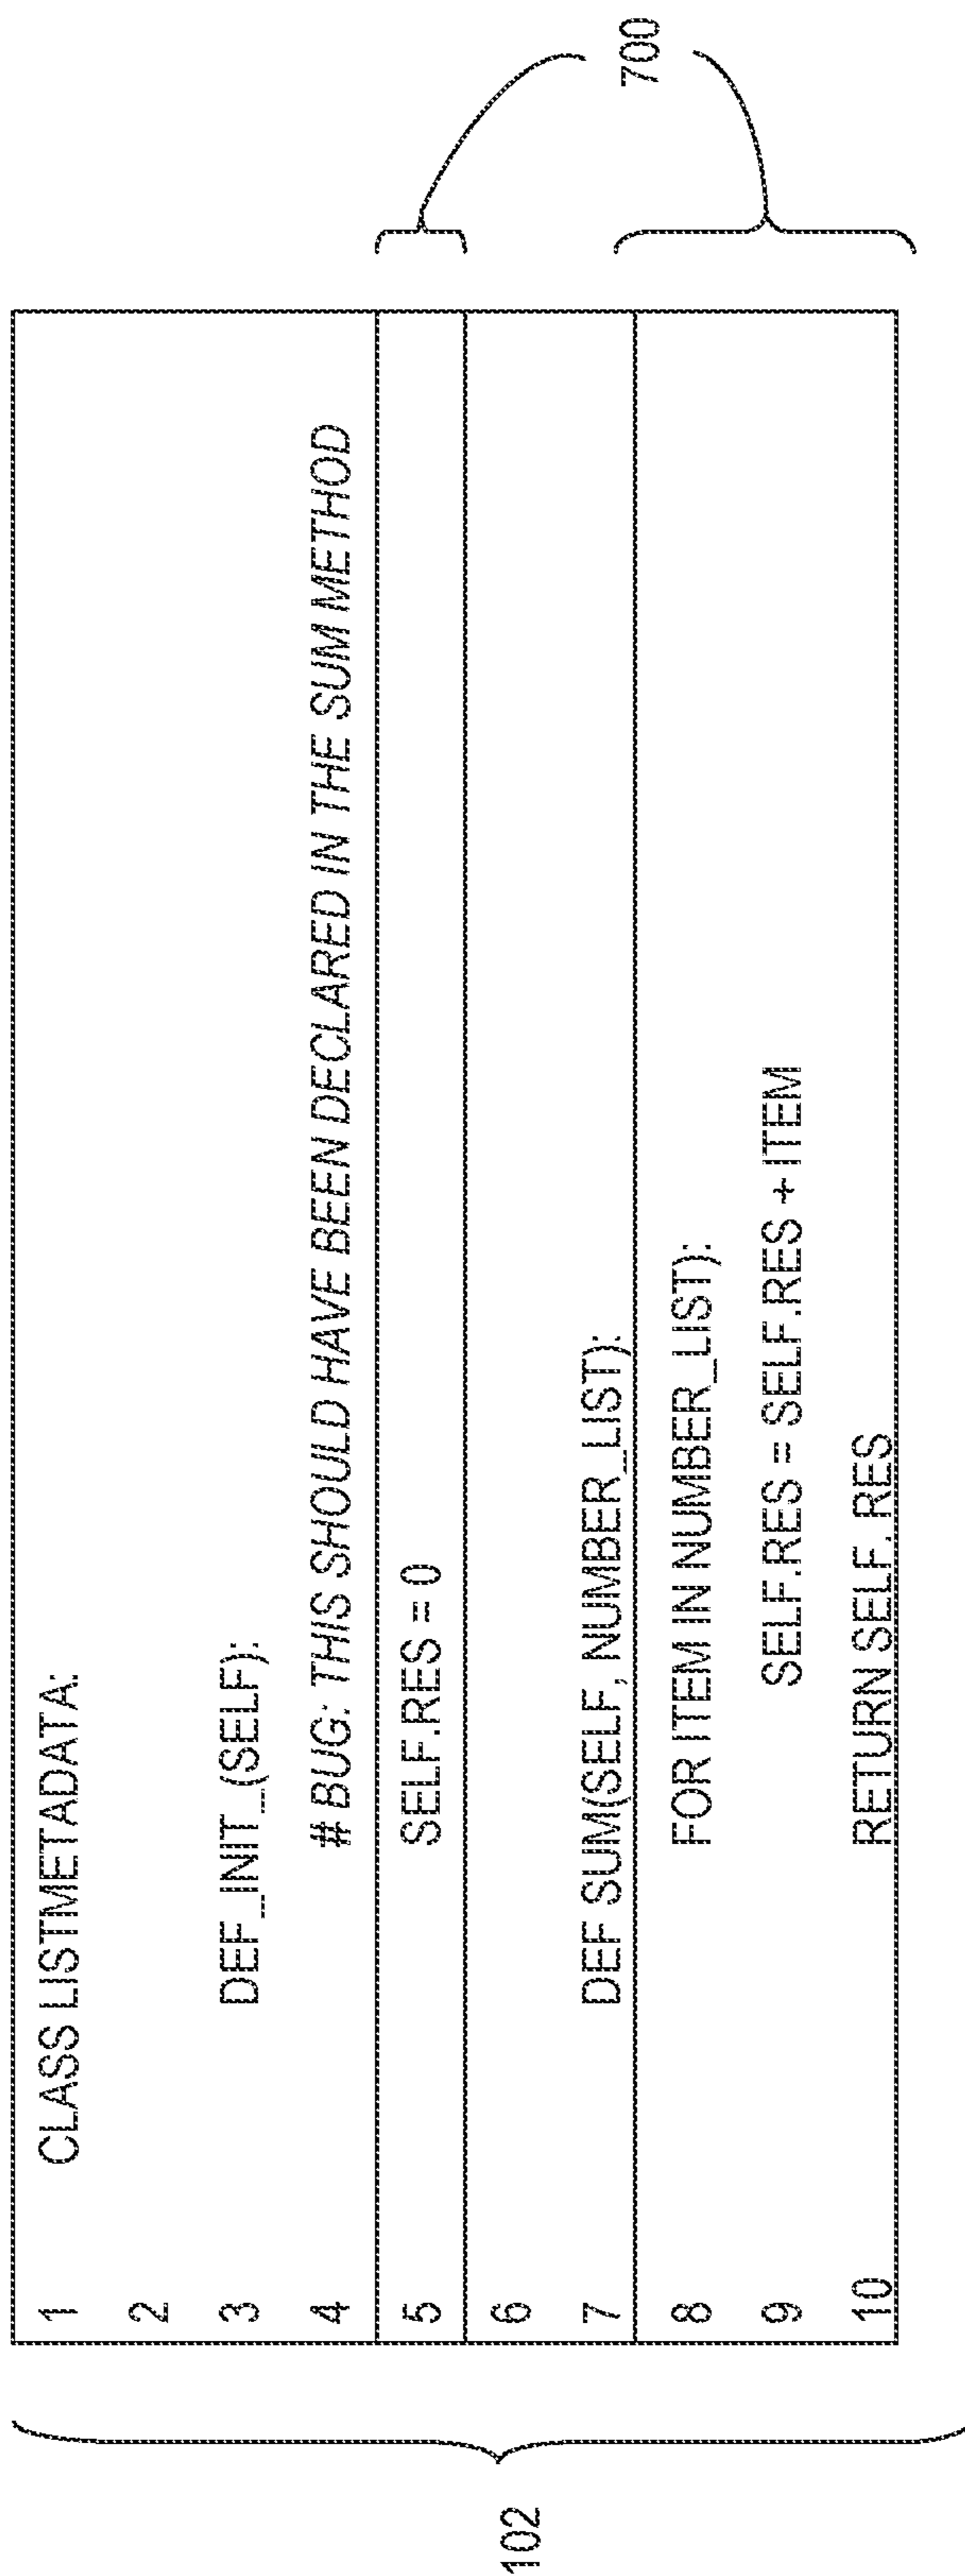 102
1 CLASS LISTMETADATA:
2
3 DEF_INIT_(SELF):
4 # BUG: THIS SHOULD HAVE BEEN DECLARED IN THE SUM METHOD
5 SELF.RES = 0
6
7 DEF SUM(SELF, NUMBER_LIST):
8 FOR ITEM IN NUMBER_LIST):
9 SELF.RES = SELF.RES + ITEM
10 RETURN SELF. RES
700